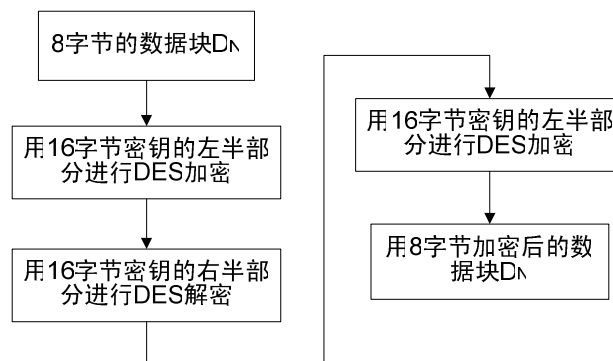 8字节的数据块DN
用16字节密钥的左半部
分进行DES加密
用16字节密钥的右半部
分进行DES解密
用16字节密钥的左半部
分进行DES加密
用8字节加密后的数
据块DN